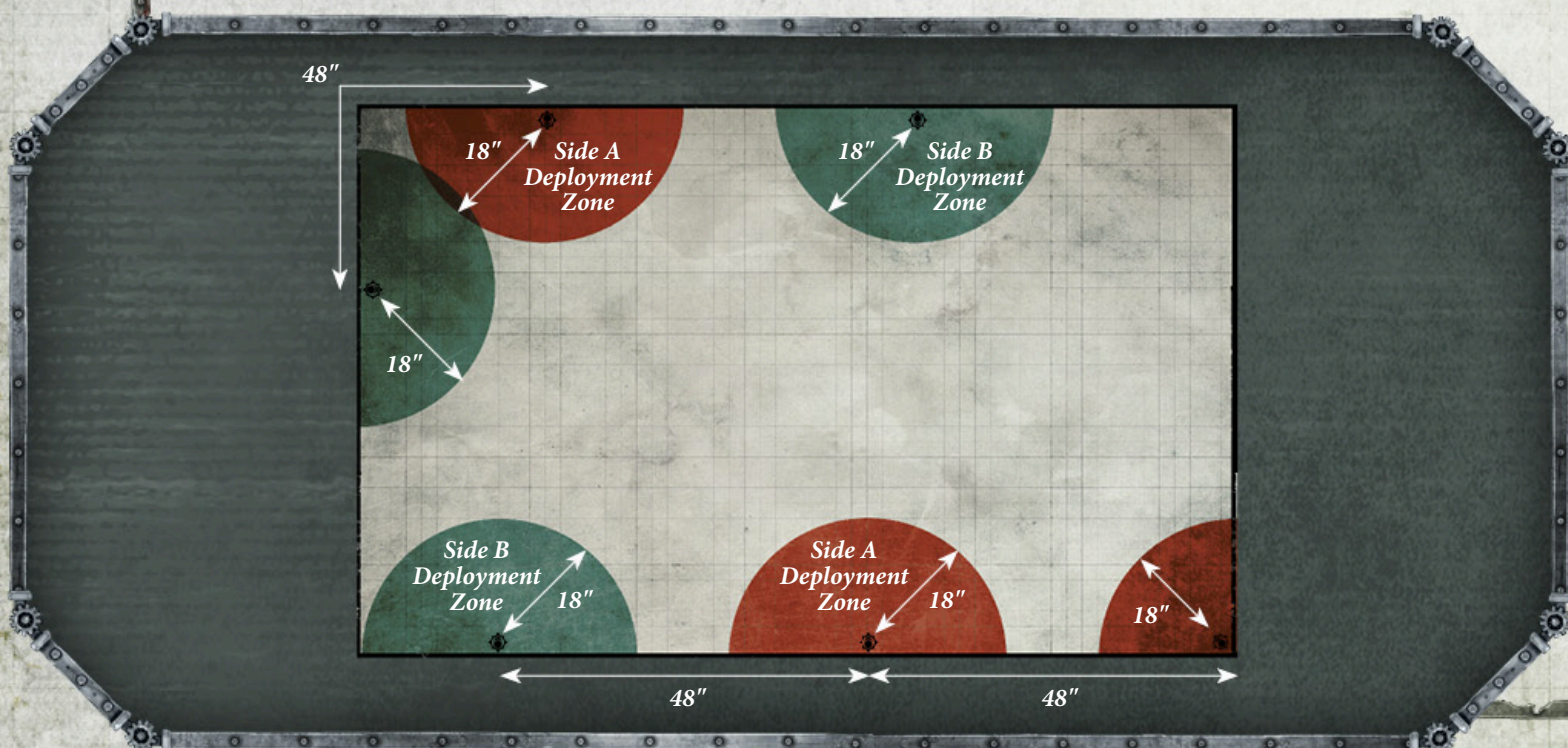 48"
18"
Side A
Deployment
Zone
18"
Side B
Deployment
Zone
18"
Side B
Deployment
Zone
18"
Side A
Deployment
Zone
18"
18"
48"
48"